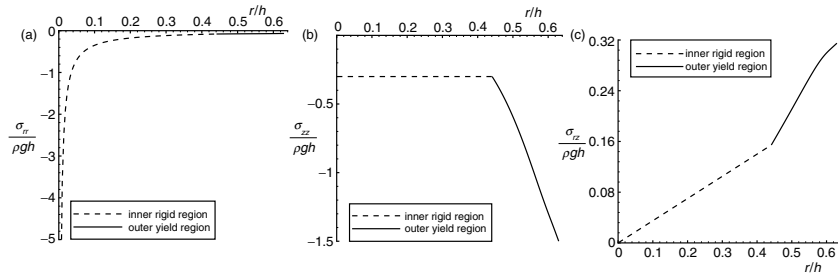 (a)
r/h
0 0.1 0.2 0.3 0.4 0.5 0.6
0
−1
−2
−3
−4
−5
σrr
ρgh
inner rigid region
outer yield region
(b)
r/h
0 0.1 0.2 0.3 0.4 0.5 0.6
−0.5
−1
−1.5
σzz
ρgh
inner rigid region
outer yield region
(c)
0.32
0.24
0.16
0.08
0
σrz
ρgh
inner rigid region
outer yield region
0 0.1 0.2 0.3 0.4 0.5 0.6
r/h